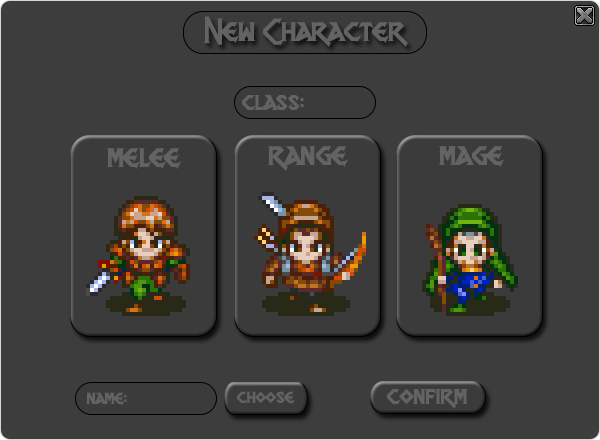 New Character
CLASS:
MELEE
RANGE
MAGE
NAME:
CHOOSE
CONFIRM